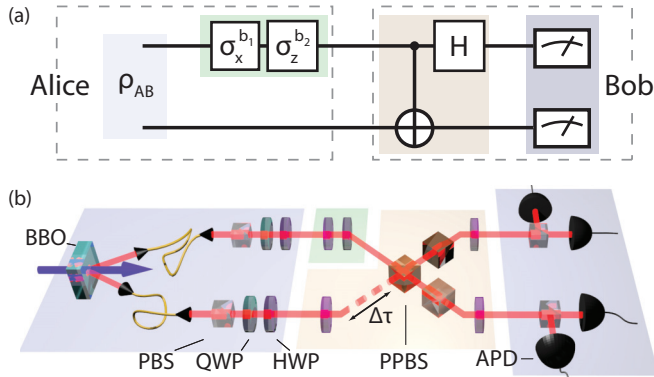 (a)
Alice
ρAB
σx^b1
σz^b2
H
Bob
(b)
BBO
Δτ
PBS
QWP
HWP
PPBS
APD